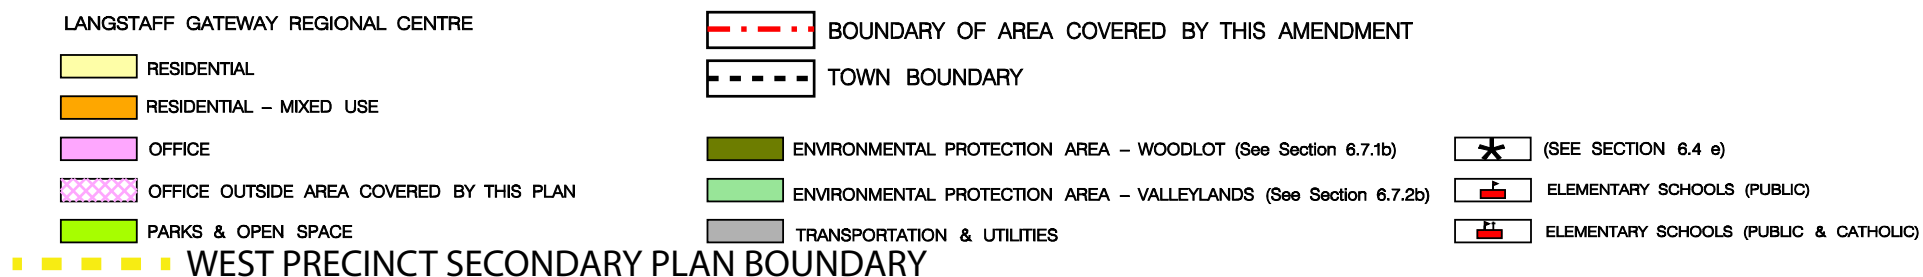 LANGSTAFF GATEWAY REGIONAL CENTRE
RESIDENTIAL
RESIDENTIAL – MIXED USE
OFFICE
OFFICE OUTSIDE AREA COVERED BY THIS PLAN
PARKS & OPEN SPACE
WEST PRECINCT SECONDARY PLAN BOUNDARY
BOUNDARY OF AREA COVERED BY THIS AMENDMENT
TOWN BOUNDARY
ENVIRONMENTAL PROTECTION AREA – WOODLOT (See Section 6.7.1b)
ENVIRONMENTAL PROTECTION AREA – VALLEYLANDS (See Section 6.7.2b)
TRANSPORTATION & UTILITIES
(SEE SECTION 6.4 e)
ELEMENTARY SCHOOLS (PUBLIC)
ELEMENTARY SCHOOLS (PUBLIC & CATHOLIC)